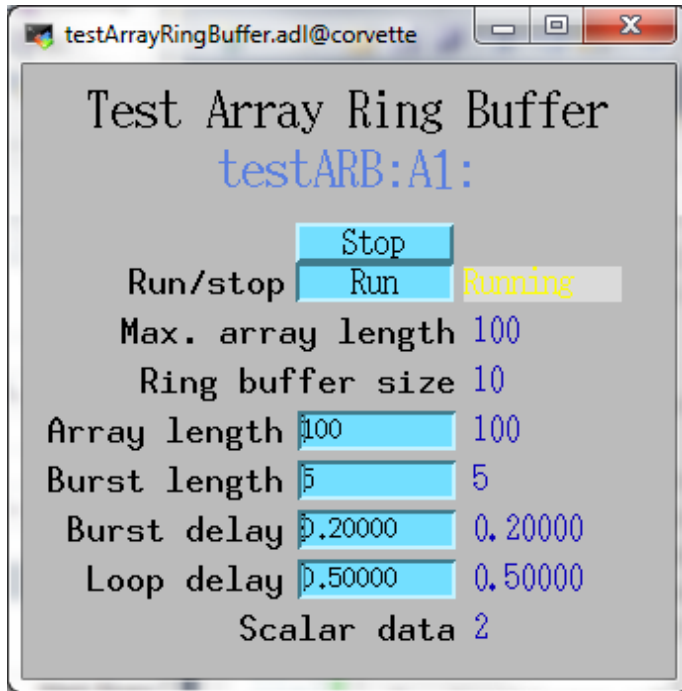 testArrayRingBuffer.adl@corvette
Test Array Ring Buffer
testARB:A1:
Stop
Run/stop Run Running
Max. array length 100
Ring buffer size 10
Array length 100 100
Burst length 5 5
Burst delay 0.20000 0.20000
Loop delay 0.50000 0.50000
Scalar data 2